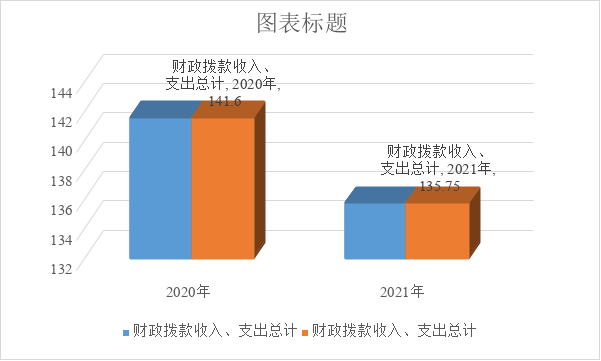 图表标题
财政拨款收入、
支出总计, 2020年,
141.6
财政拨款收入、
支出总计, 2021年,
135.75
144
142
140
138
136
134
132
2020年
2021年
财政拨款收入、支出总计
财政拨款收入、支出总计